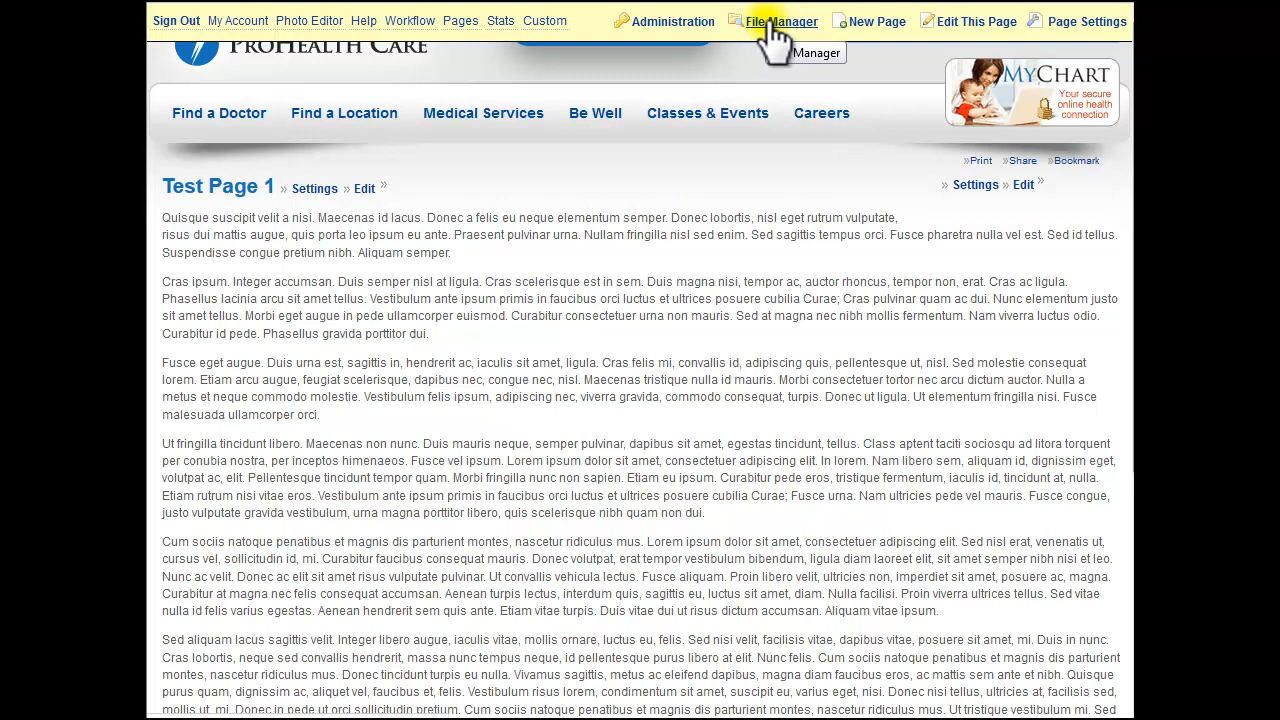 Sign Out My Account Photo Editor Help Workflow Pages Stats Custom Administration File Manager New Page Edit This Page Page Settings
Manager
PROHEALTH CARE
MYCHART
Your secure
online health
connection
Find a Doctor Find a Location Medical Services Be Well Classes & Events Careers
»Print »Share »Bookmark
Test Page 1 » Settings » Edit » » Settings » Edit »
Quisque suscipit velit a nisi. Maecenas id lacus. Donec a felis eu neque elementum semper. Donec lobortis, nisl eget rutrum vulputate,
risus dui mattis augue, quis porta leo ipsum eu ante. Praesent pulvinar urna. Nullam fringilla nisl sed enim. Sed sagittis tempus orci. Fusce pharetra nulla vel est. Sed id tellus.
Suspendisse congue pretium nibh. Aliquam semper.
Cras ipsum. Integer accumsan. Duis semper nisl at ligula. Cras scelerisque est in sem. Duis magna nisi, tempor ac, auctor rhoncus, tempor non, erat. Cras ac ligula.
Phasellus lacinia arcu sit amet tellus. Vestibulum ante ipsum primis in faucibus orci luctus et ultrices posuere cubilia Curae; Cras pulvinar quam ac dui. Nunc elementum justo
sit amet tellus. Morbi eget augue in pede ullamcorper euismod. Curabitur consectetuer urna non mauris. Sed at magna nec nibh mollis fermentum. Nam viverra luctus odio.
Curabitur id pede. Phasellus gravida porttitor dui.
Fusce eget augue. Duis urna est, sagittis in, hendrerit ac, iaculis sit amet, ligula. Cras felis mi, convallis id, adipiscing quis, pellentesque ut, nisl. Sed molestie consequat
lorem. Etiam arcu augue, feugiat scelerisque, dapibus nec, congue nec, nisl. Maecenas tristique nulla id mauris. Morbi consectetuer tortor nec arcu dictum auctor. Nulla a
metus et neque commodo molestie. Vestibulum felis ipsum, adipiscing nec, viverra gravida, commodo consequat, turpis. Donec ut ligula. Ut elementum fringilla nisi. Fusce
malesuada ullamcorper orci.
Ut fringilla tincidunt libero. Maecenas non nunc. Duis mauris neque, semper pulvinar, dapibus sit amet, egestas tincidunt, tellus. Class aptent taciti sociosqu ad litora torquent
per conubia nostra, per inceptos himenaeos. Fusce vel ipsum. Lorem ipsum dolor sit amet, consectetuer adipiscing elit. In lorem. Nam libero sem, aliquam id, dignissim eget,
volutpat ac, elit. Pellentesque tincidunt tempor quam. Morbi fringilla nunc non sapien. Etiam eu ipsum. Curabitur pede eros, tristique fermentum, iaculis id, tincidunt at, nulla.
Etiam rutrum nisi vitae eros. Vestibulum ante ipsum primis in faucibus orci luctus et ultrices posuere cubilia Curae; Fusce urna. Nam ultricies pede vel mauris. Fusce congue,
justo vulputate gravida vestibulum, urna magna porttitor libero, quis scelerisque nibh quam non dui.
Cum sociis natoque penatibus et magnis dis parturient montes, nascetur ridiculus mus. Lorem ipsum dolor sit amet, consectetuer adipiscing elit. Sed nisl erat, venenatis ut,
cursus vel, sollicitudin id, mi. Curabitur faucibus consequat mauris. Donec volutpat, erat tempor vestibulum bibendum, ligula diam laoreet elit, sit amet semper nibh nisi et leo.
Nunc ac velit. Donec ac elit sit amet risus vulputate pulvinar. Ut convallis vehicula lectus. Fusce aliquam. Proin libero velit, ultricies non, imperdiet sit amet, posuere ac, magna.
Curabitur at magna nec felis consequat accumsan. Aenean turpis lectus, interdum quis, sagittis eu, luctus sit amet, diam. Nulla facilisi. Proin viverra ultrices tellus. Sed vitae
nulla id felis varius egestas. Aenean hendrerit sem quis ante. Etiam vitae turpis. Duis vitae dui ut risus dictum accumsan. Aliquam vitae ipsum.
Sed aliquam lacus sagittis velit. Integer libero augue, iaculis vitae, mollis ornare, luctus eu, felis. Sed nisi velit, facilisis vitae, dapibus vitae, posuere sit amet, mi. Duis in nunc.
Cras lobortis, neque sed convallis hendrerit, massa nunc tempus neque, id pellentesque purus libero at elit. Nunc felis. Cum sociis natoque penatibus et magnis dis parturient
montes, nascetur ridiculus mus. Donec tincidunt turpis eu nulla. Vivamus sagittis, metus ac eleifend dapibus, magna diam egestas eros, ac mattis sem ante vitae quam. Quisque
purus quam, dignissim ac, aliquet vel, faucibus et, felis. Vestibulum risus lorem, condimentum sit amet, suscipit eu, varius eget, nisi. Donec nisi tellus, ultricies at, facilisis sed,
mollis ut, mi. Donec in pede ut orci sollicitudin pretium. Cum sociis natoque penatibus et magnis dis parturient montes, nascetur ridiculus mus. Ut tristique vestibulum mi. Sed